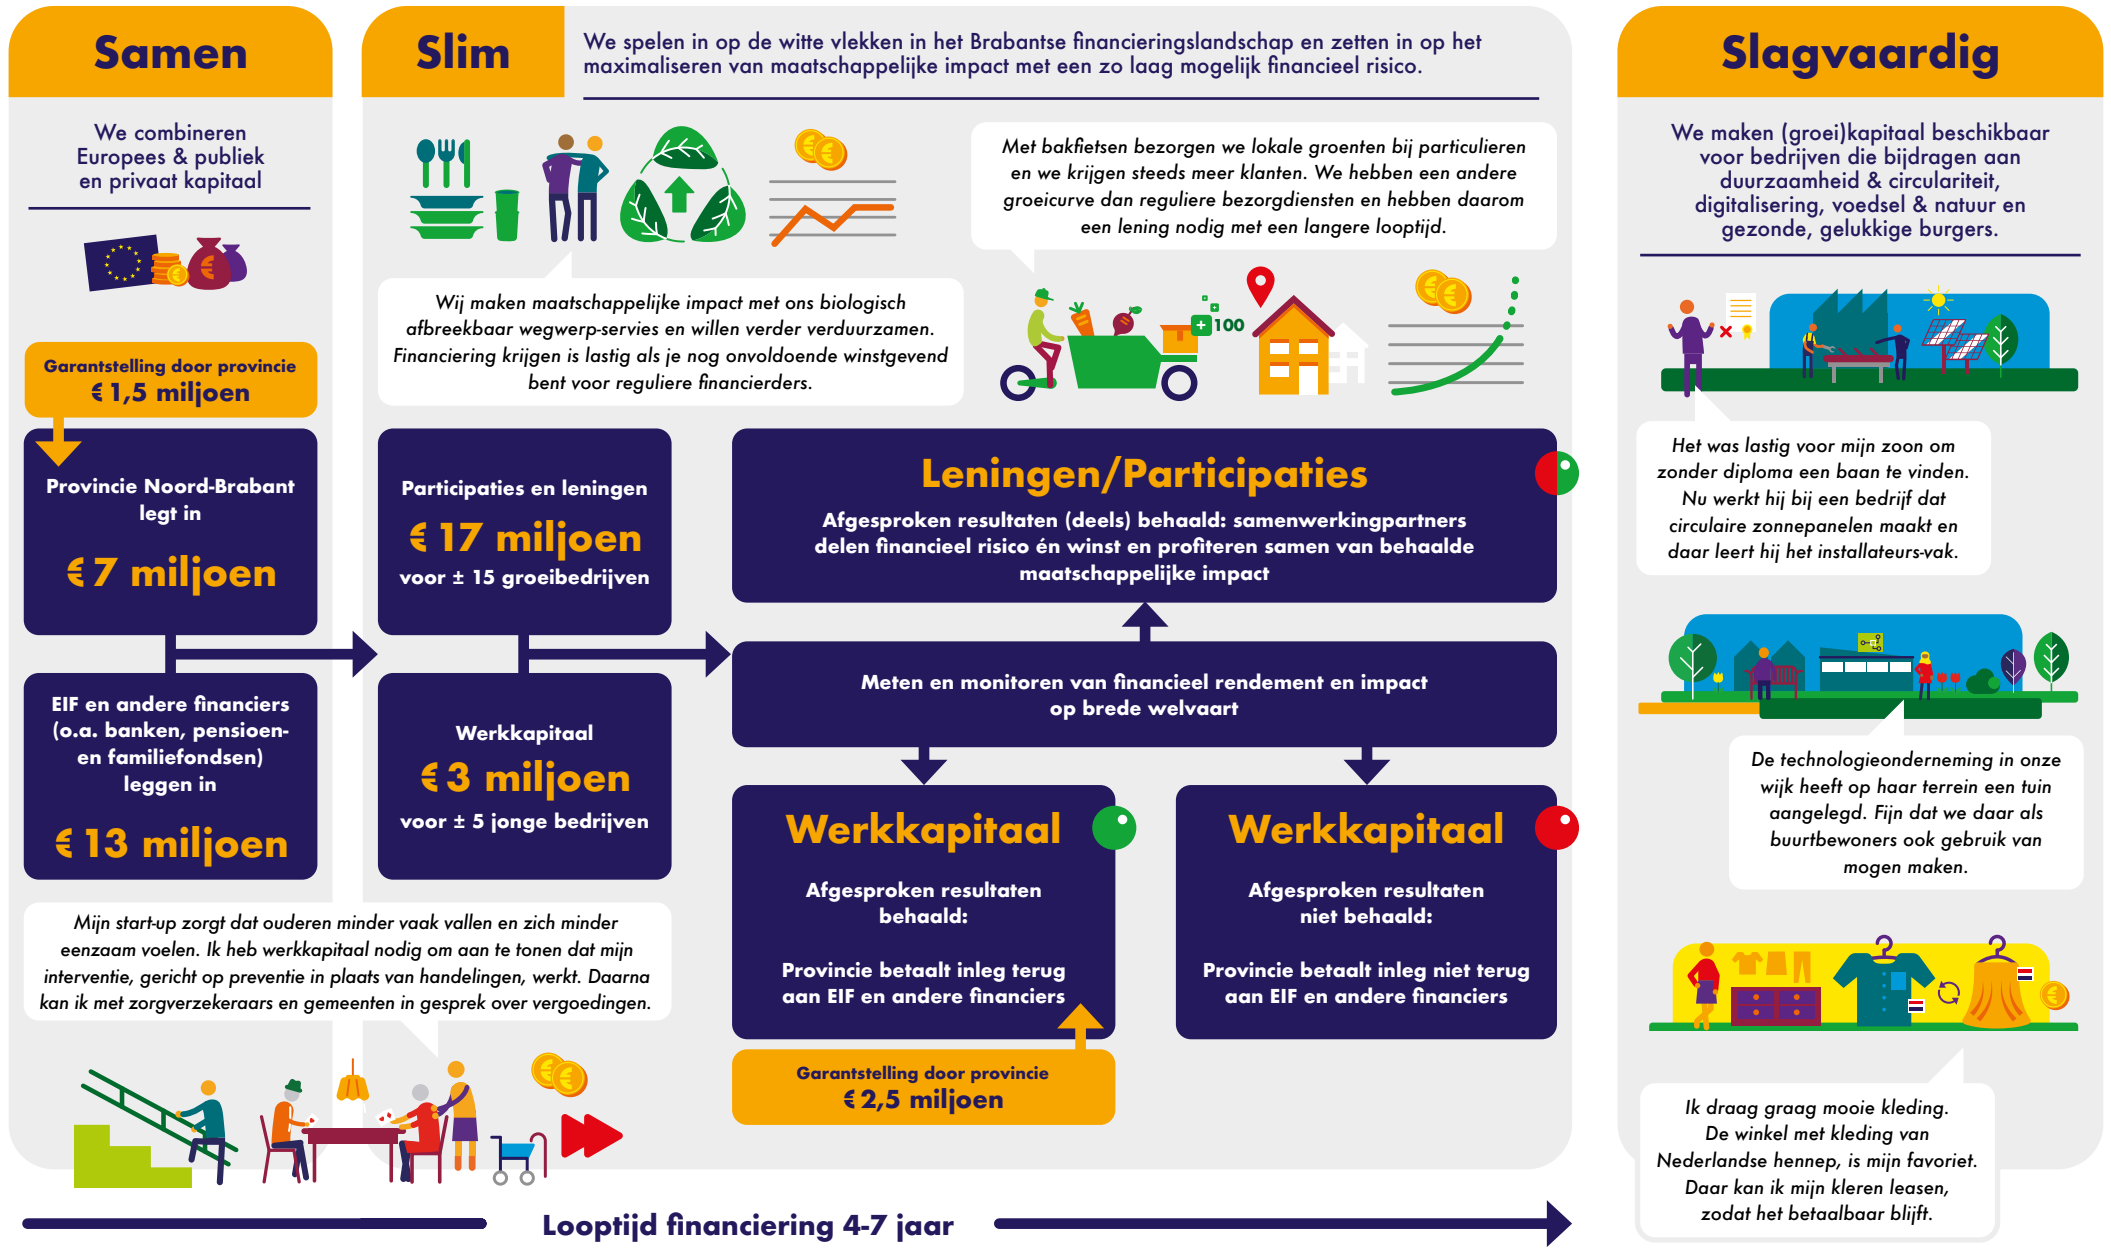 Samen
We combineren
Europees & publiek
en privaat kapitaal
Garantstelling door provincie
€ 1,5 miljoen
Provincie Noord-Brabant
legt in
€ 7 miljoen
EIF en andere financiers
(o.a. banken, pensioen-
en familiefondsen)
leggen in
€ 13 miljoen
Mijn start-up zorgt dat ouderen minder vaak vallen en zich minder
eenzaam voelen. Ik heb werkkapitaal nodig om aan te tonen dat mijn
interventie, gericht op preventie in plaats van handelingen, werkt. Daarna
kan ik met zorgverzekeraars en gemeenten in gesprek over vergoedingen.
Slim
We spelen in op de witte vlekken in het Brabantse financieringslandschap en zetten in op het
maximaliseren van maatschappelijke impact met een zo laag mogelijk financieel risico.
Wij maken maatschappelijke impact met ons biologisch
afbreekbaar wegwerp-servies en willen verder verduurzamen.
Financiering krijgen is lastig als je nog onvoldoende winstgevend
bent voor reguliere financierders.
Met bakfietsen bezorgen we lokale groenten bij particulieren
en we krijgen steeds meer klanten. We hebben een andere
groeicurve dan reguliere bezorgdiensten en hebben daarom
een lening nodig met een langere looptijd.
+100
Participaties en leningen
€ 17 miljoen
voor ± 15 groeibedrijven
Werkkapitaal
€ 3 miljoen
voor ± 5 jonge bedrijven
Leningen/Participaties
Afgesproken resultaten (deels) behaald: samenwerkingpartners
delen financieel risico én winst en profiteren samen van behaalde
maatschappelijke impact
Meten en monitoren van financieel rendement en impact
op brede welvaart
Werkkapitaal
Afgesproken resultaten
behaald:
Provincie betaalt inleg terug
aan EIF en andere financiers
Garantstelling door provincie
€ 2,5 miljoen
Werkkapitaal
Afgesproken resultaten
niet behaald:
Provincie betaalt inleg niet terug
aan EIF en andere financiers
Looptijd financiering 4-7 jaar
Slagvaardig
We maken (groei)kapitaal beschikbaar
voor bedrijven die bijdragen aan
duurzaamheid & circulariteit,
digitalisering, voedsel & natuur en
gezonde, gelukkige burgers.
Het was lastig voor mijn zoon om
zonder diploma een baan te vinden.
Nu werkt hij bij een bedrijf dat
circulaire zonnepanelen maakt en
daar leert hij het installateurs-vak.
De technologieonderneming in onze
wijk heeft op haar terrein een tuin
aangelegd. Fijn dat we daar als
buurtbewoners ook gebruik van
mogen maken.
Ik draag graag mooie kleding.
De winkel met kleding van
Nederlandse hennep, is mijn favoriet.
Daar kan ik mijn kleren leasen,
zodat het betaalbaar blijft.